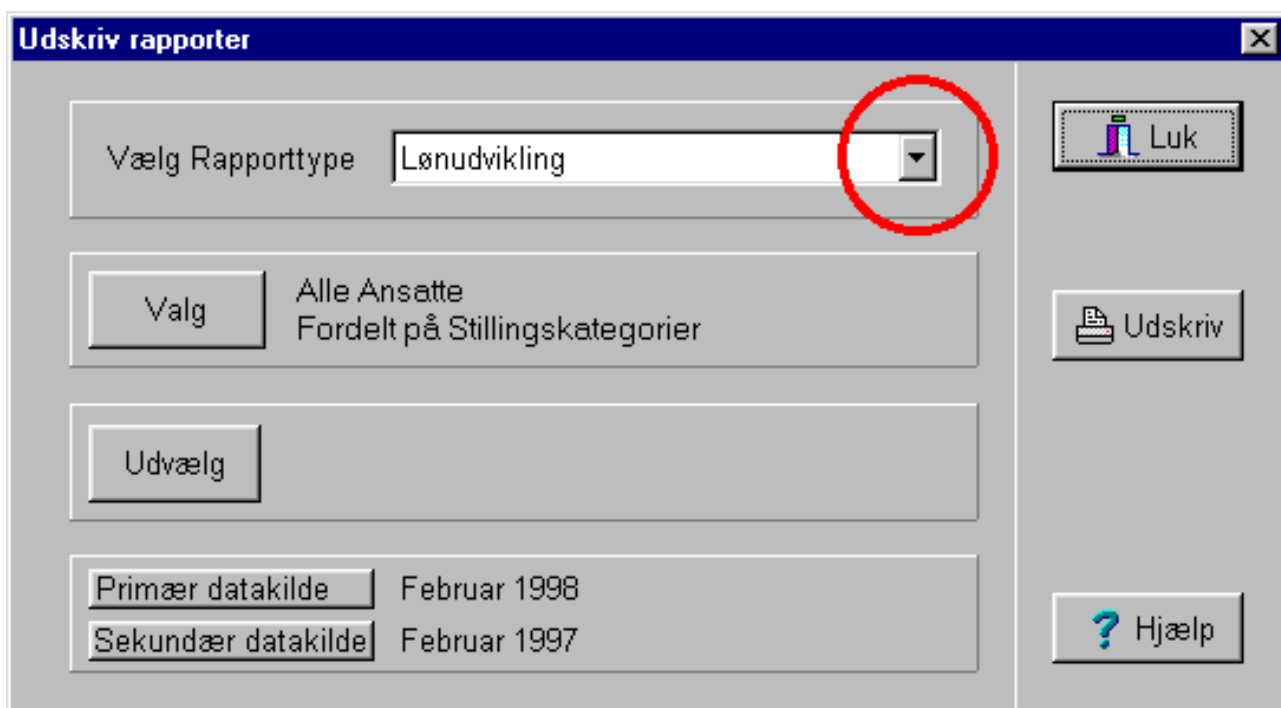 Udskriv rapporter
Vælg Rapporttype Lønudvikling
Luk
Valg
Alle Ansatte
Fordelt på Stillingskategorier
Udskriv
Udvælg
Primær datakilde Februar 1998
Sekundær datakilde Februar 1997
? Hjælp